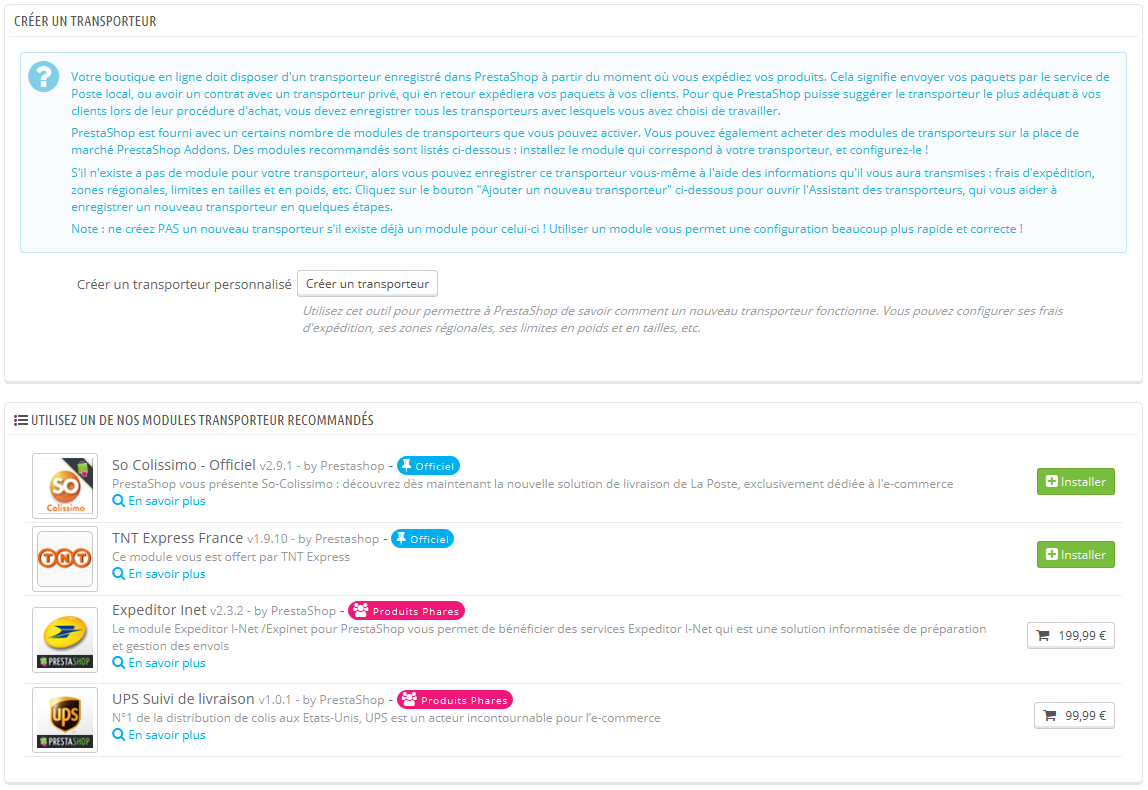 CRÉER UN TRANSPORTEUR
Votre boutique en ligne doit disposer d'un transporteur enregistré dans PrestaShop à partir du moment où vous expédiez vos produits. Cela signifie envoyer vos paquets par le service de
Poste local, ou avoir un contrat avec un transporteur privé, qui en retour expédiera vos paquets à vos clients. Pour que PrestaShop puisse suggérer le transporteur le plus adéquat à vos
clients lors de leur procédure d'achat, vous devez enregistrer tous les transporteurs avec lesquels vous avez choisi de travailler.
PrestaShop est fourni avec un certains nombre de modules de transporteurs que vous pouvez activer. Vous pouvez également acheter des modules de transporteurs sur la place de
marché PrestaShop Addons. Des modules recommandés sont listés ci-dessous : installez le module qui correspond à votre transporteur, et configurez-le !
S'il n'existe a pas de module pour votre transporteur, alors vous pouvez enregistrer ce transporteur vous-même à l'aide des informations qu'il vous aura transmises : frais d'expédition,
zones régionales, limites en tailles et en poids, etc. Cliquez sur le bouton "Ajouter un nouveau transporteur" ci-dessous pour ouvrir l'Assistant des transporteurs, qui vous aider à
enregistrer un nouveau transporteur en quelques étapes.
Note : ne créez PAS un nouveau transporteur s'il existe déjà un module pour celui-ci ! Utiliser un module vous permet une configuration beaucoup plus rapide et correcte !
Créer un transporteur personnalisé Créer un transporteur
Utilisez cet outil pour permettre à PrestaShop de savoir comment un nouveau transporteur fonctionne. Vous pouvez configurer ses frais
d'expédition, ses zones régionales, ses limites en poids et en tailles, etc.
UTILISEZ UN DE NOS MODULES TRANSPORTEUR RECOMMANDÉS
SO
Colissimo
So Colissimo - Officiel v2.9.1 - by Prestashop - Officiel
PrestaShop vous présente So-Colissimo : découvrez dès maintenant la nouvelle solution de livraison de La Poste, exclusivement dédiée à l'e-commerce
En savoir plus
Installer
TNT
TNT Express France v1.9.10 - by Prestashop - Officiel
Ce module vous est offert par TNT Express
En savoir plus
Installer
PRESTASHOP
Expeditor Inet v2.3.2 - by PrestaShop - Produits Phares
Le module Expeditor I-Net /Expinet pour PrestaShop vous permet de bénéficier des services Expeditor I-Net qui est une solution informatisée de préparation
et gestion des envois
En savoir plus
199,99 €
ups
PRESTASHOP
UPS Suivi de livraison v1.0.1 - by PrestaShop - Produits Phares
N°1 de la distribution de colis aux Etats-Unis, UPS est un acteur incontournable pour l'e-commerce
En savoir plus
99,99 €